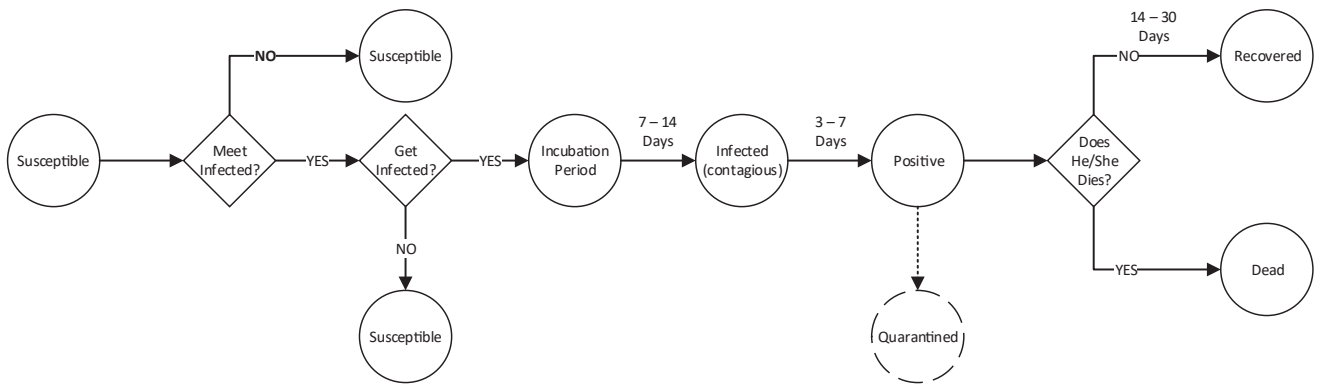 14 – 30
Days
NO
Susceptible
NO
Recovered
7 – 14
Days
3 – 7
Days
Susceptible
Meet
Infected?
YES
Get
Infected?
YES
Incubation
Period
Infected
(contagious)
Positive
Does
He/She
Dies?
NO
YES
Dead
Susceptible
Quarantined